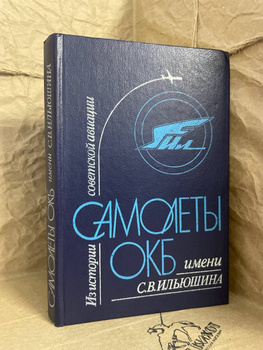 САМОЛЕТЫ ОКБ имени С.В.ИЛЬЮШИНА
Из истории
советской авиации
Ил
САМОЛЕТЫ
ОКБ
имени
С.В.ИЛЬЮШИНА